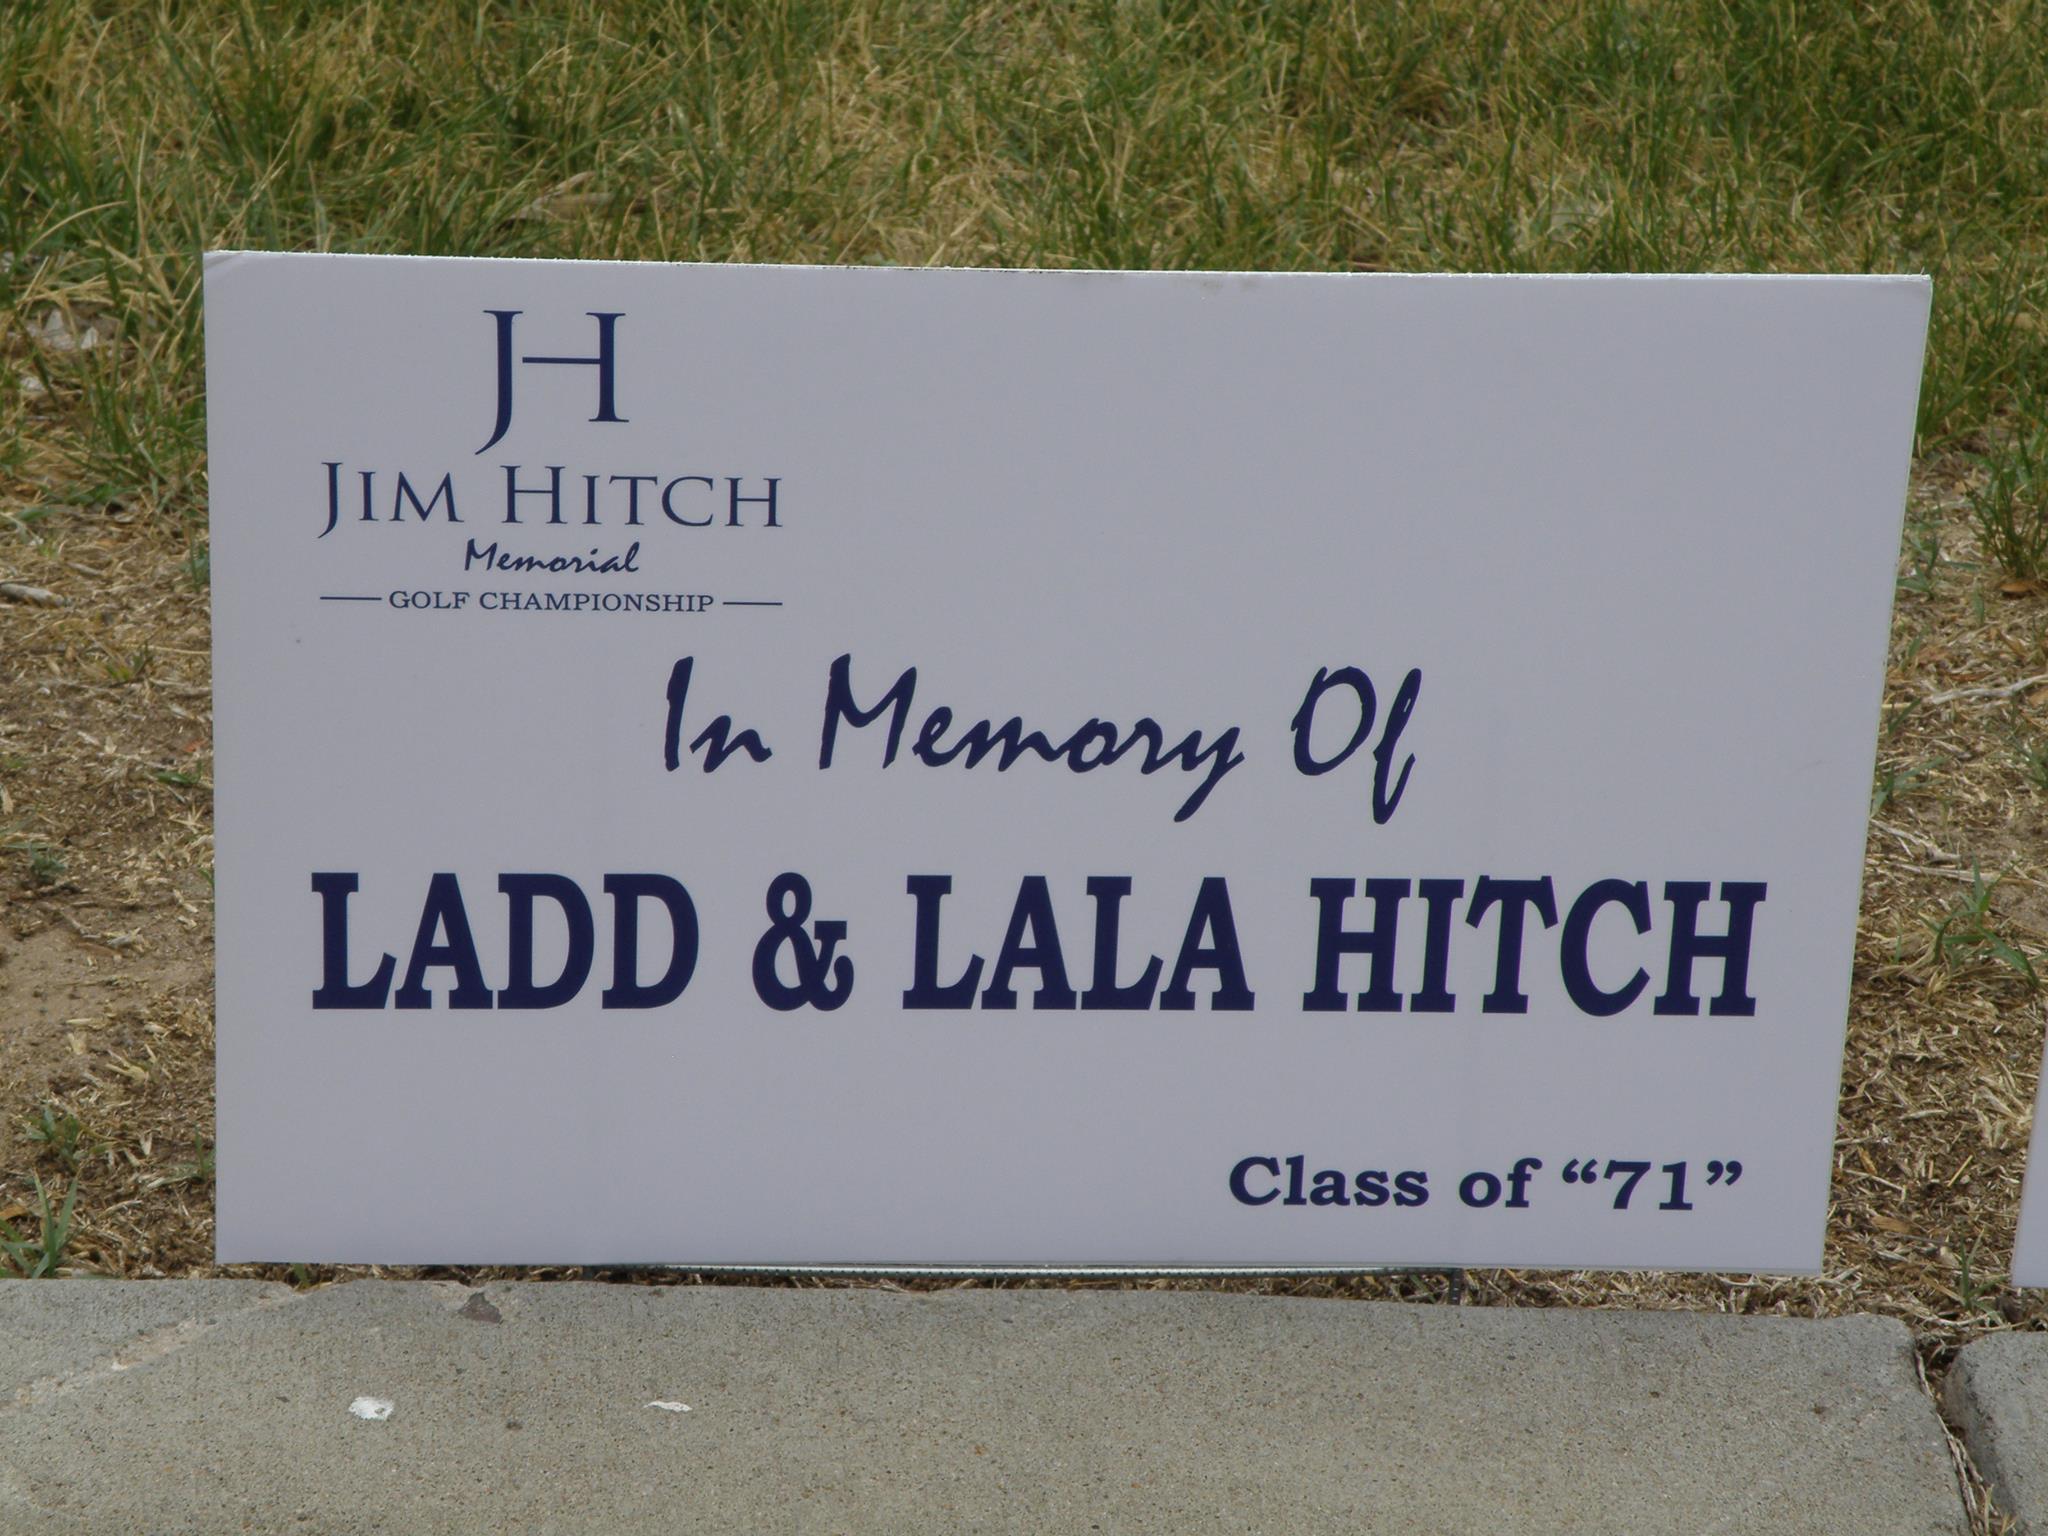 JH
JIM HITCH
Memorial
GOLF CHAMPIONSHIP
In Memory Of
LADD & LALA HITCH
Class of “71”